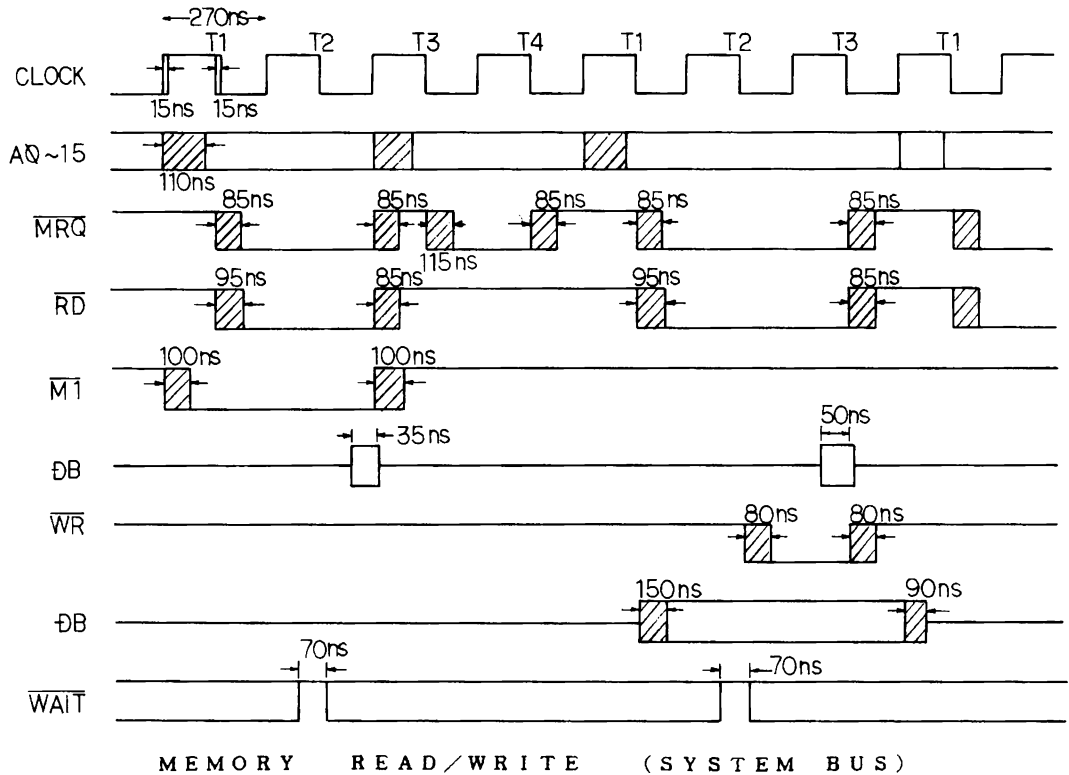 270ns
T1 T2 T3 T4 T1 T2 T3 T1
CLOCK
15ns 15ns
AØ~15
110ns
85ns 85ns 85ns 85ns 85ns
MRQ
115ns
95ns 85ns 95ns 85ns
RD
100ns 100ns
M1
35ns 50ns
DB
80ns 80ns
WR
150ns 90ns
DB
70ns 70ns
WAIT
MEMORY READ/WRITE (SYSTEM BUS)